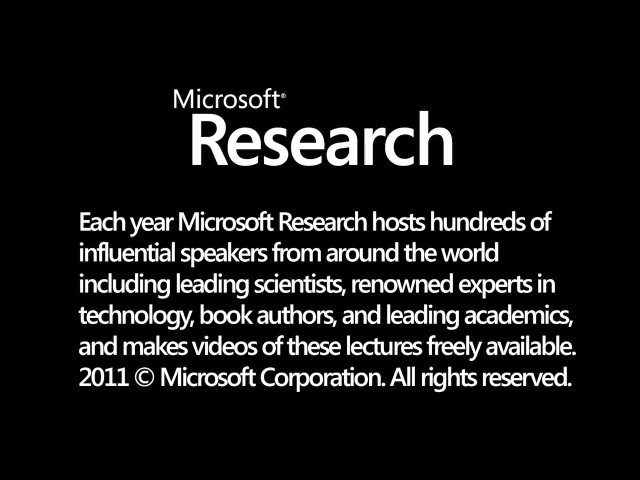 Microsoft®
Research
Each year Microsoft Research hosts hundreds of
influential speakers from around the world
including leading scientists, renowned experts in
technology, book authors, and leading academics,
and makes videos of these lectures freely available.
2011 © Microsoft Corporation. All rights reserved.